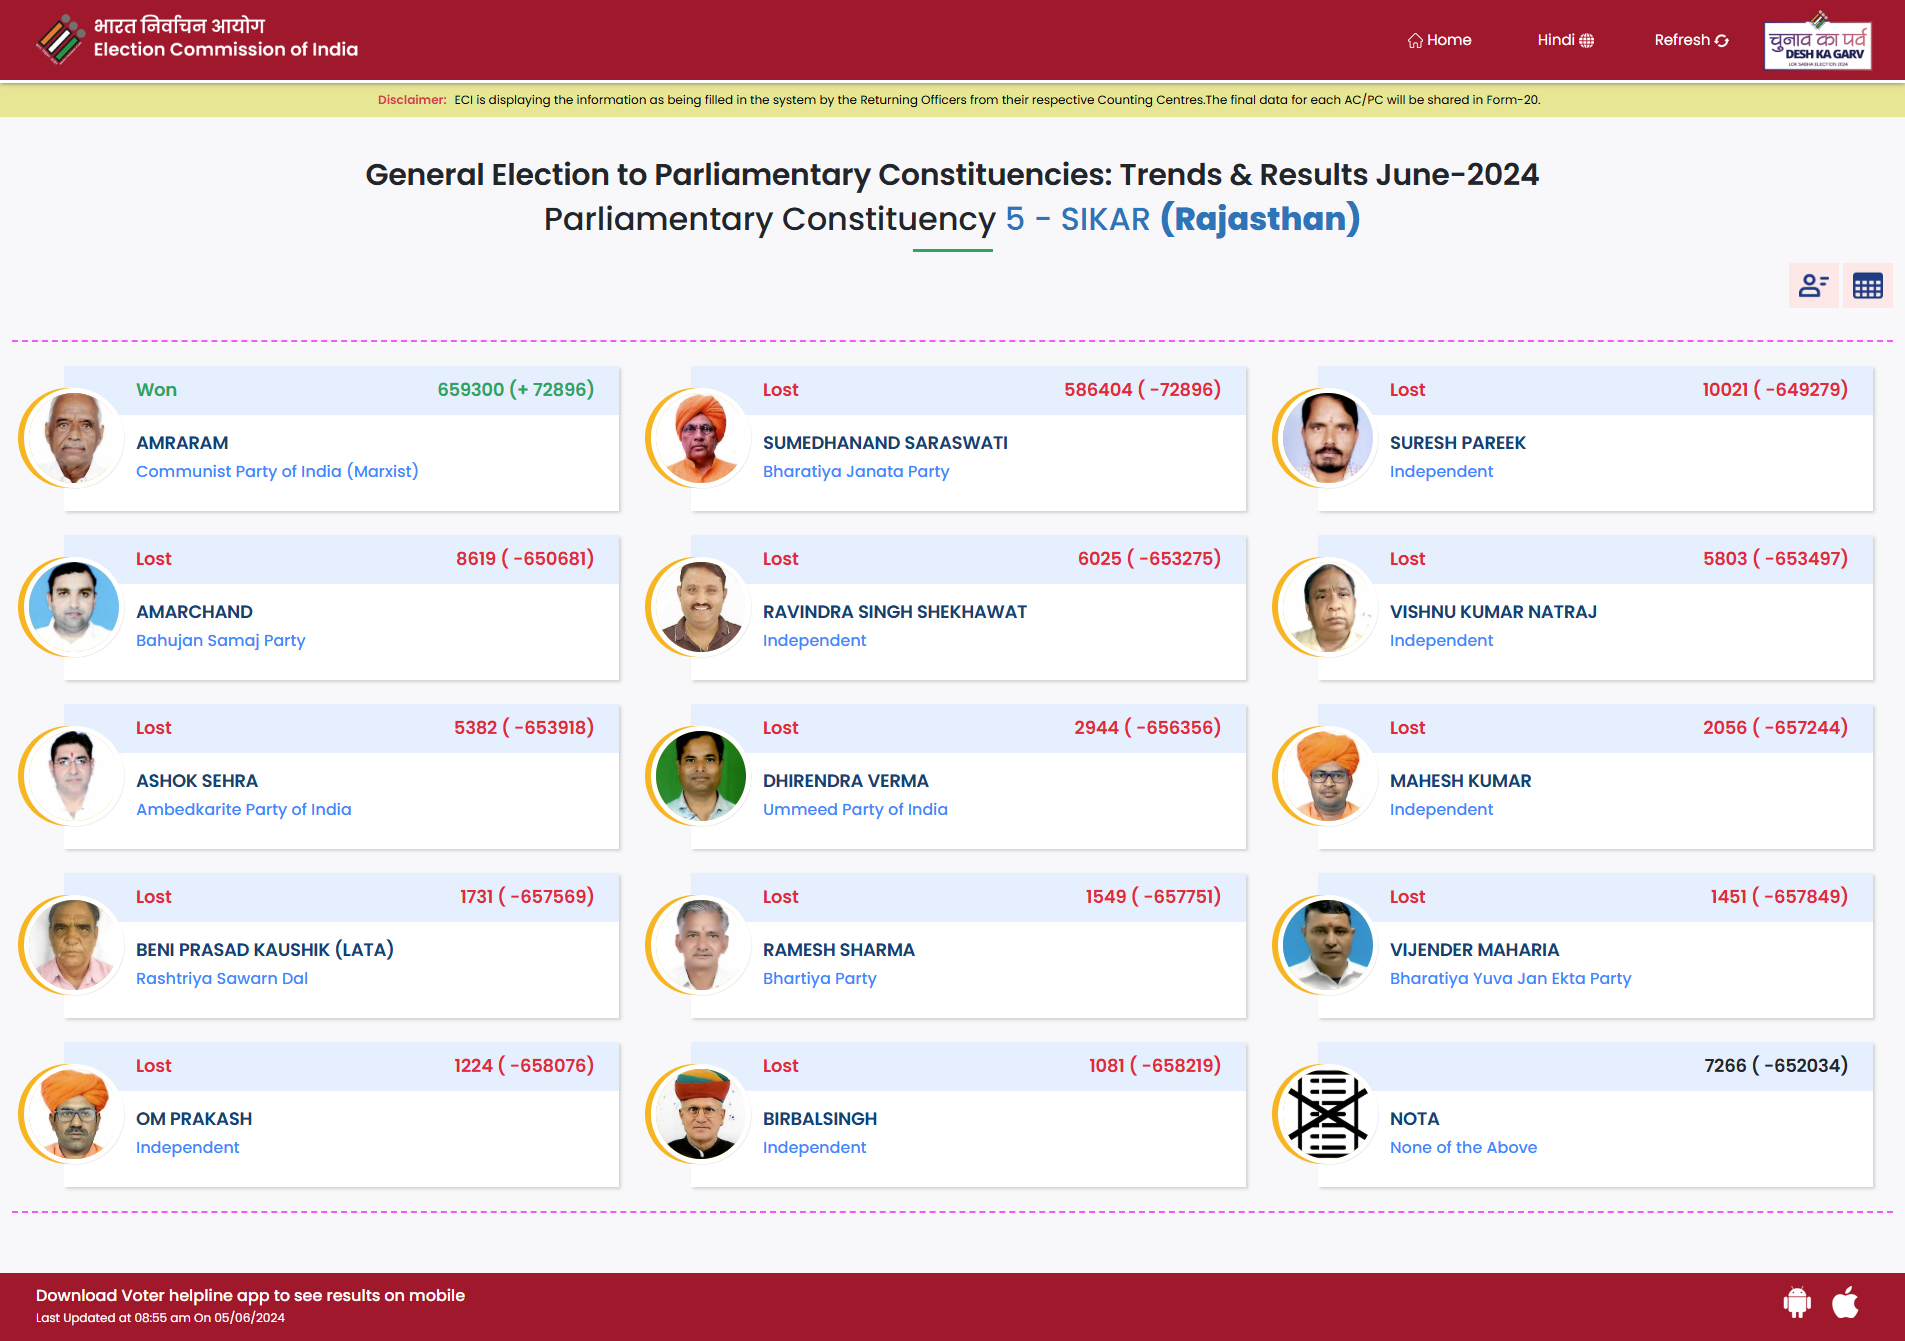 भारत निर्वाचन आयोग
Election Commission of India
Home
Hindi
Refresh
चुनाव का पर्व
DESH KA GARV
LOK SABHA ELECTION 2024
Disclaimer: ECI is displaying the information as being filled in the system by the Returning Officers from their respective Counting Centres.The final data for each AC/PC will be shared in Form-20.
General Election to Parliamentary Constituencies: Trends & Results June-2024
Parliamentary Constituency 5 - SIKAR (Rajasthan)
Won 659300 (+ 72896)
AMRARAM
Communist Party of India (Marxist)
Lost 586404 ( -72896)
SUMEDHANAND SARASWATI
Bharatiya Janata Party
Lost 10021 ( -649279)
SURESH PAREEK
Independent
Lost 8619 ( -650681)
AMARCHAND
Bahujan Samaj Party
Lost 6025 ( -653275)
RAVINDRA SINGH SHEKHAWAT
Independent
Lost 5803 ( -653497)
VISHNU KUMAR NATRAJ
Independent
Lost 5382 ( -653918)
ASHOK SEHRA
Ambedkarite Party of India
Lost 2944 ( -656356)
DHIRENDRA VERMA
Ummeed Party of India
Lost 2056 ( -657244)
MAHESH KUMAR
Independent
Lost 1731 ( -657569)
BENI PRASAD KAUSHIK (LATA)
Rashtriya Sawarn Dal
Lost 1549 ( -657751)
RAMESH SHARMA
Bhartiya Party
Lost 1451 ( -657849)
VIJENDER MAHARIA
Bharatiya Yuva Jan Ekta Party
Lost 1224 ( -658076)
OM PRAKASH
Independent
Lost 1081 ( -658219)
BIRBALSINGH
Independent
7266 ( -652034)
NOTA
None of the Above
Download Voter helpline app to see results on mobile
Last Updated at 08:55 am On 05/06/2024